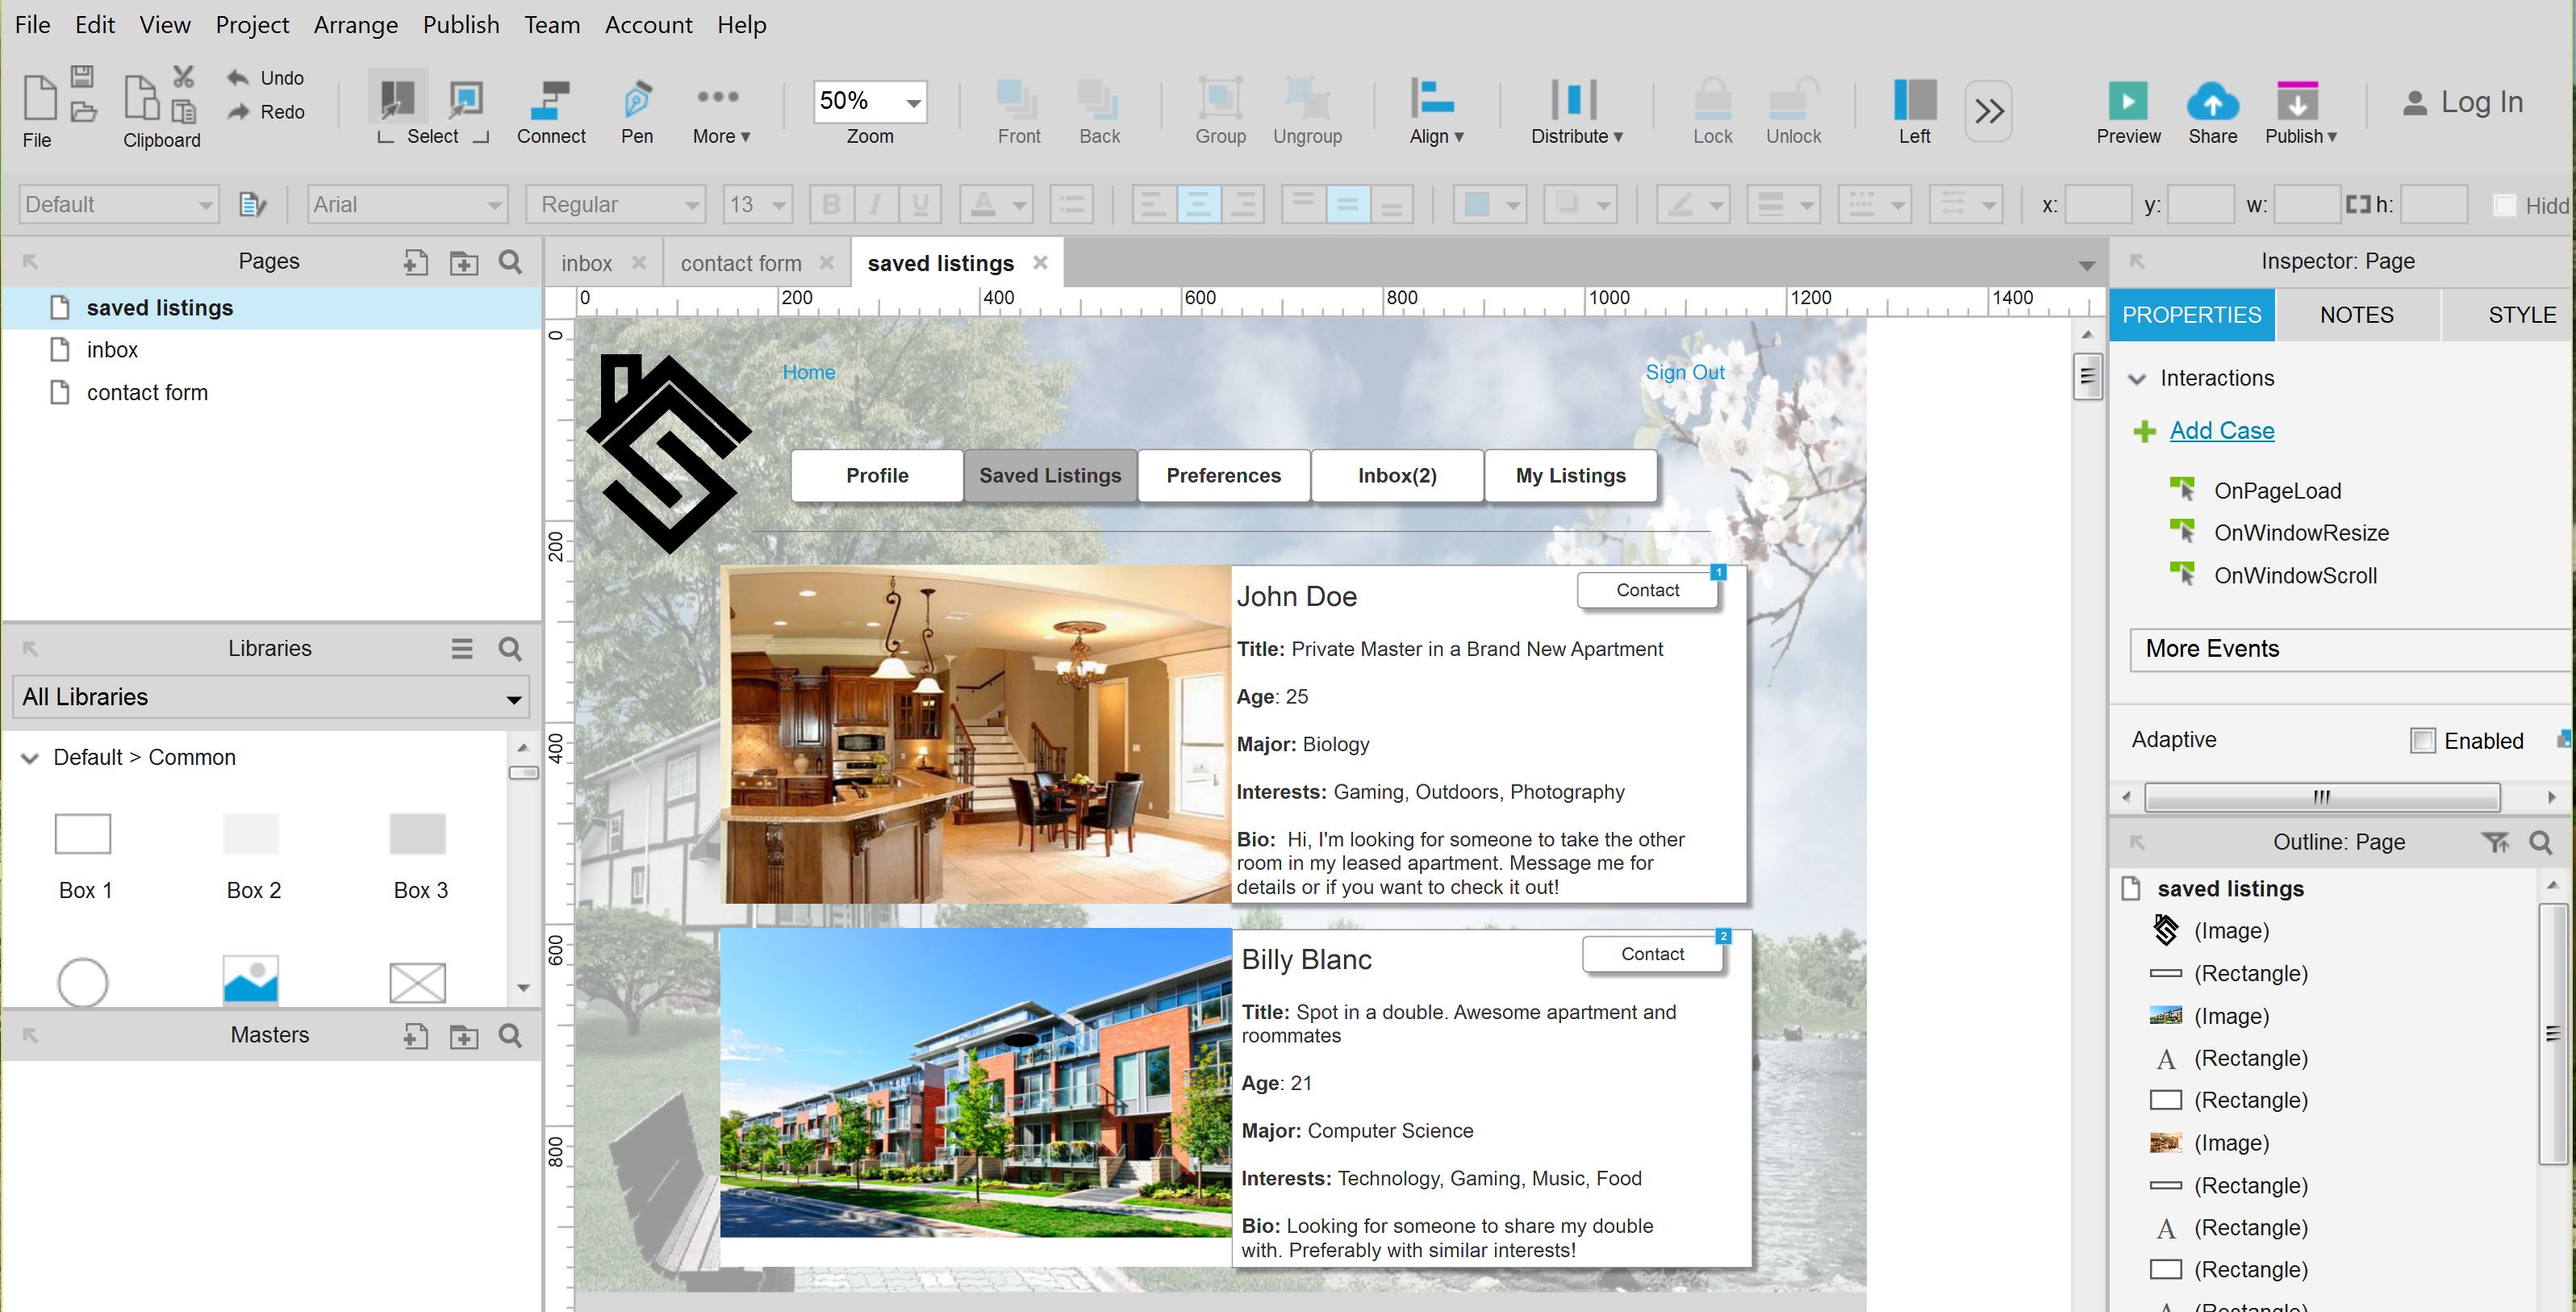 File Edit View Project Arrange Publish Team Account Help
Undo
Redo
File Clipboard Select Connect Pen More ▾ 50% Zoom Front Back Group Ungroup Align ▾ Distribute ▾ Lock Unlock Left Preview Share Publish ▾ Log In
Default Arial Regular 13 B I U A x: y: w: h: Hidd
Pages
saved listings
inbox
contact form
Libraries
All Libraries
Default > Common
Box 1 Box 2 Box 3
Masters
inbox contact form saved listings
0 200 400 600 800 1000 1200 1400
0
200
400
600
800
Home Sign Out
Profile Saved Listings Preferences Inbox(2) My Listings
John Doe
Contact 1
Title: Private Master in a Brand New Apartment
Age: 25
Major: Biology
Interests: Gaming, Outdoors, Photography
Bio: Hi, I'm looking for someone to take the other
room in my leased apartment. Message me for
details or if you want to check it out!
Billy Blanc
Contact 2
Title: Spot in a double. Awesome apartment and
roommates
Age: 21
Major: Computer Science
Interests: Technology, Gaming, Music, Food
Bio: Looking for someone to share my double
with. Preferably with similar interests!
Inspector: Page
PROPERTIES NOTES STYLE
Interactions
Add Case
OnPageLoad
OnWindowResize
OnWindowScroll
More Events
Adaptive Enabled
Outline: Page
saved listings
(Image)
(Rectangle)
(Image)
A (Rectangle)
(Rectangle)
(Image)
(Rectangle)
A (Rectangle)
(Rectangle)